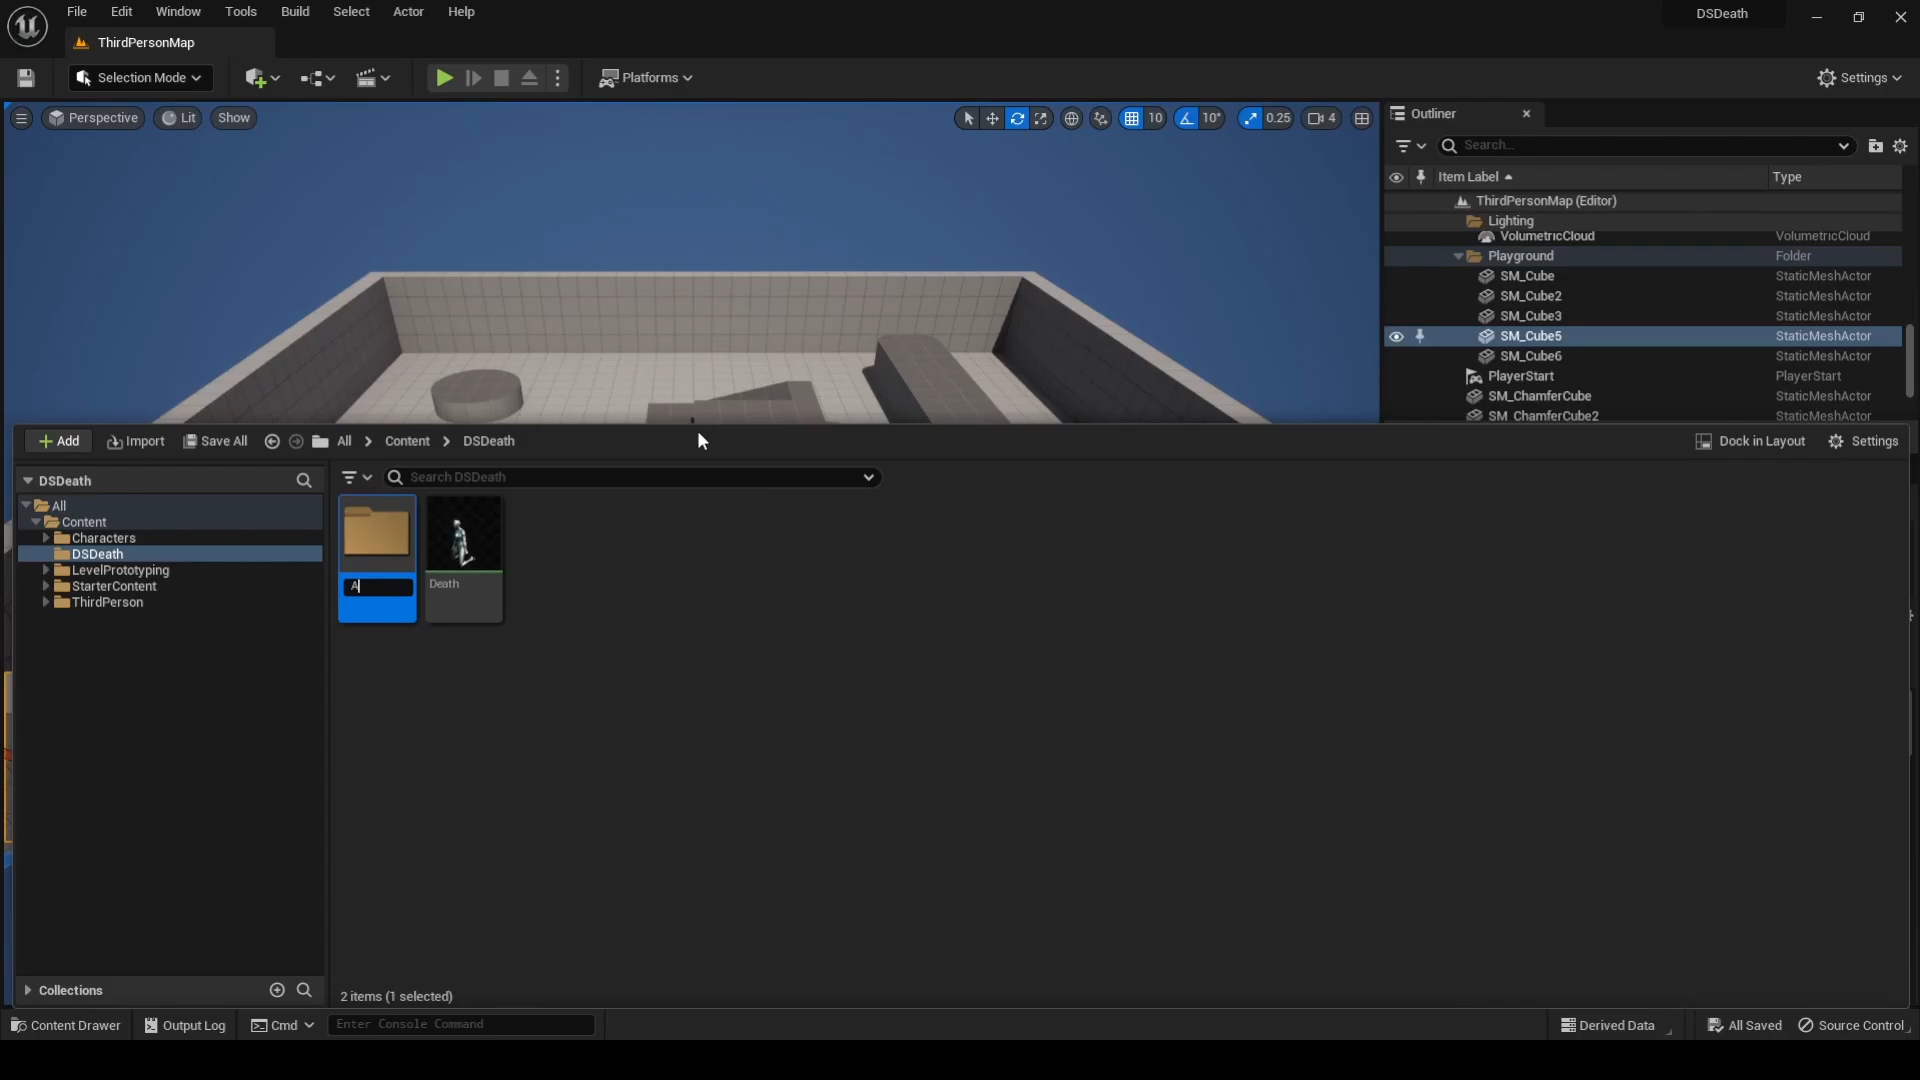 File Edit Window Tools Build Select Actor Help
DSDeath
ThirdPersonMap
Selection Mode
Platforms
Settings
Perspective Lit Show
10 10° 0.25 4
Outliner
Search...
Item Label Type
ThirdPersonMap (Editor)
Lighting
VolumetricCloud VolumetricCloud
Playground Folder
SM_Cube StaticMeshActor
SM_Cube2 StaticMeshActor
SM_Cube3 StaticMeshActor
SM_Cube5 StaticMeshActor
SM_Cube6 StaticMeshActor
PlayerStart PlayerStart
SM_ChamferCube StaticMeshActor
SM_ChamferCube2 StaticMeshActor
Add Import Save All All Content DSDeath Dock in Layout Settings
DSDeath
Search DSDeath
All
Content
Characters
DSDeath
LevelPrototyping
StarterContent
ThirdPerson
A
Death
Collections
2 items (1 selected)
Content Drawer Output Log Cmd Enter Console Command Derived Data All Saved Source Control